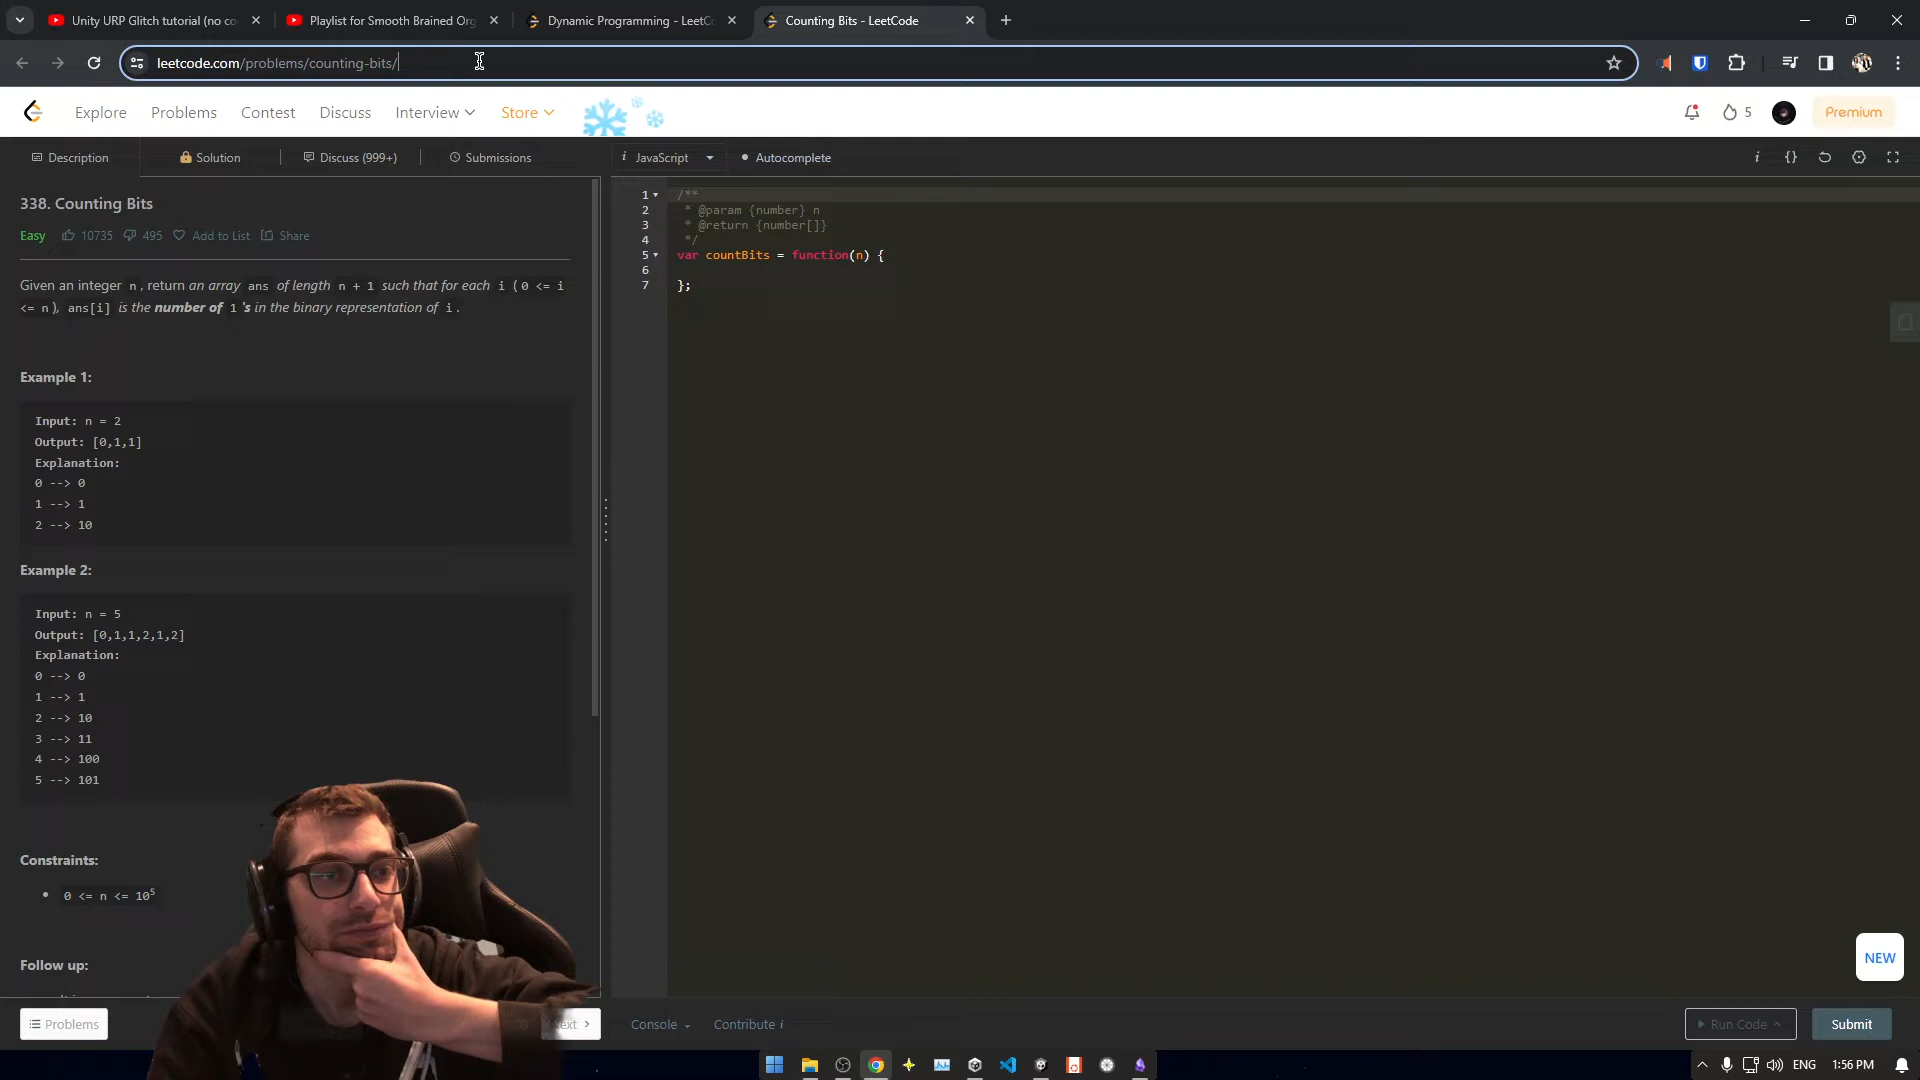 Unity URP Glitch tutorial (no co
Playlist for Smooth Brained Org
Dynamic Programming - LeetC
Counting Bits - LeetCode
leetcode.com/problems/counting-bits/
Explore
Problems
Contest
Discuss
Interview
Store
5
Premium
Description
Solution
Discuss (999+)
Submissions
i JavaScript
Autocomplete
i
{}
338. Counting Bits
Easy
10735
495
Add to List
Share
Given an integer n, return an array ans of length n + 1 such that for each i (0 <= i
<= n), ans[i] is the number of 1's in the binary representation of i.
Example 1:
Input: n = 2
Output: [0,1,1]
Explanation:
0 --> 0
1 --> 1
2 --> 10
Example 2:
Input: n = 5
Output: [0,1,1,2,1,2]
Explanation:
0 --> 0
1 --> 1
2 --> 10
3 --> 11
4 --> 100
5 --> 101
Constraints:
0 <= n <= 10⁵
Follow up:
1 /**
2 * @param {number} n
3 * @return {number[]}
4 */
5 var countBits = function(n) {
6
7 };
NEW
Problems
Next
Console
Contribute i
Run Code
Submit
ENG
1:56 PM